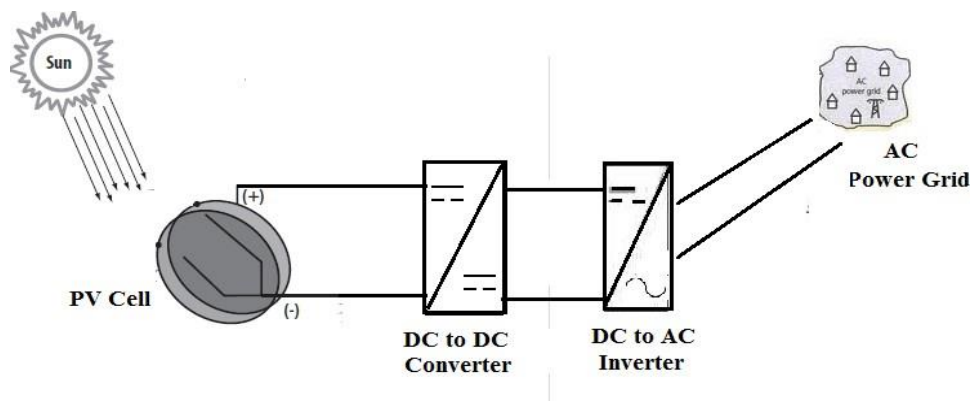 Sun
AC
power grid
AC
Power Grid
(+)
PV Cell
(-)
DC to DC
Converter
DC to AC
Inverter